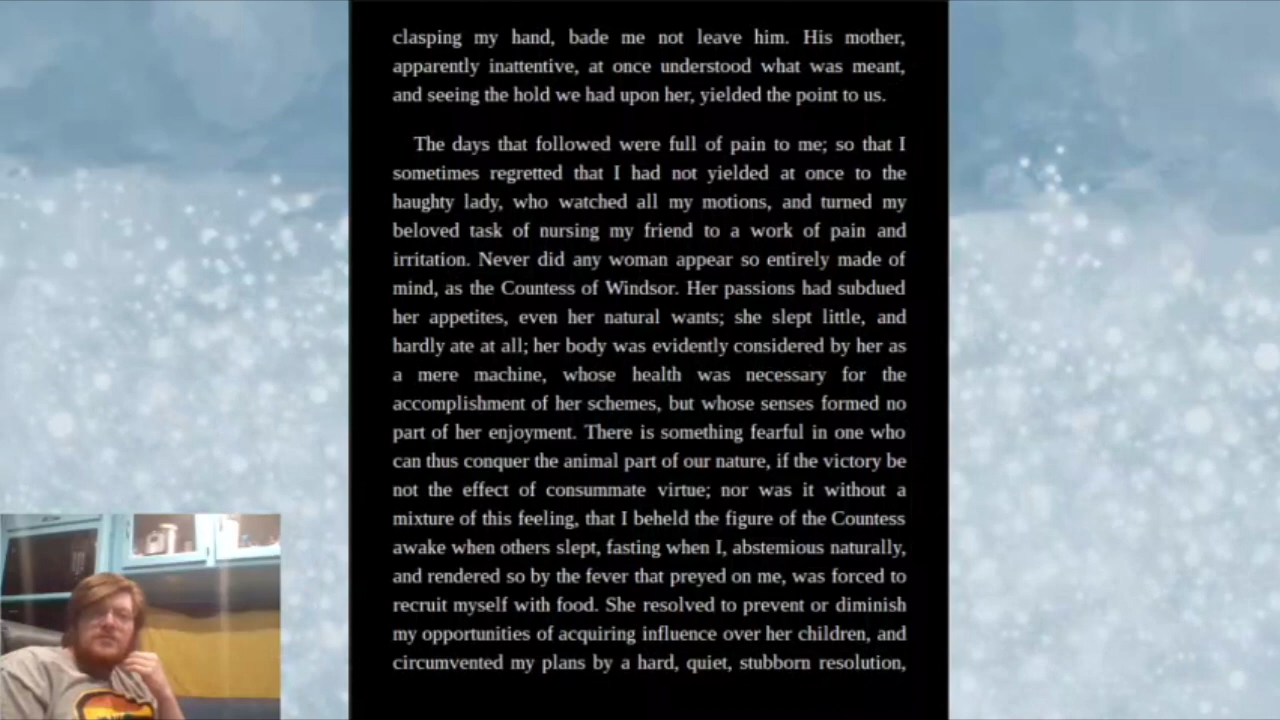 clasping my hand, bade me not leave him. His mother,
apparently inattentive, at once understood what was meant,
and seeing the hold we had upon her, yielded the point to us.
The days that followed were full of pain to me; so that I
sometimes regretted that I had not yielded at once to the
haughty lady, who watched all my motions, and turned my
beloved task of nursing my friend to a work of pain and
irritation. Never did any woman appear so entirely made of
mind, as the Countess of Windsor. Her passions had subdued
her appetites, even her natural wants; she slept little, and
hardly ate at all; her body was evidently considered by her as
a mere machine, whose health was necessary for the
accomplishment of her schemes, but whose senses formed no
part of her enjoyment. There is something fearful in one who
can thus conquer the animal part of our nature, if the victory be
not the effect of consummate virtue; nor was it without a
mixture of this feeling, that I beheld the figure of the Countess
awake when others slept, fasting when I, abstemious naturally,
and rendered so by the fever that preyed on me, was forced to
recruit myself with food. She resolved to prevent or diminish
my opportunities of acquiring influence over her children, and
circumvented my plans by a hard, quiet, stubborn resolution,